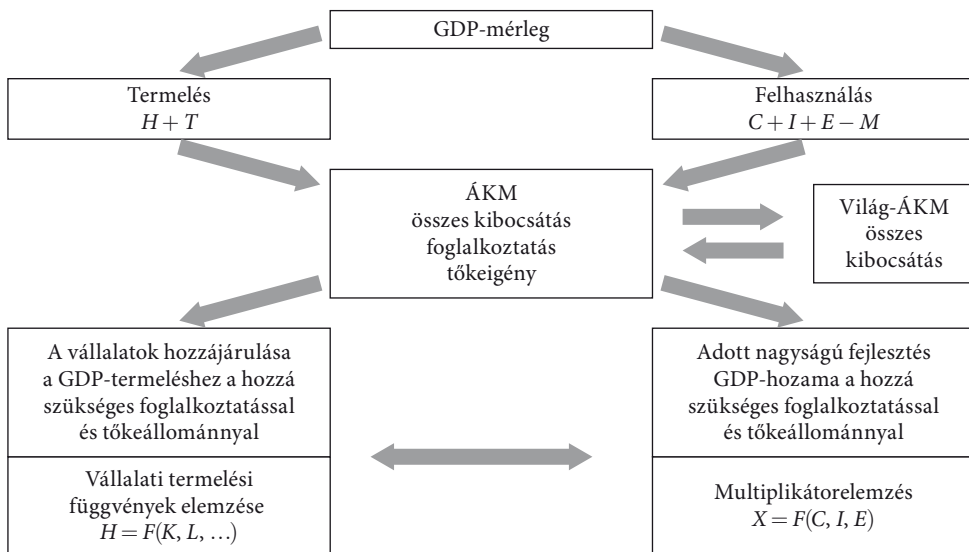 GDP-mérleg
Termelés
H + T
Felhasználás
C + I + E – M
ÁKM
összes kibocsátás
foglalkoztatás
tőkeigény
Világ-ÁKM
összes
kibocsátás
A vállalatok hozzájárulása
a GDP-termeléshez a hozzá
szükséges foglalkoztatással
és tőkeállománnyal
Adott nagyságú fejlesztés
GDP-hozama a hozzá
szükséges foglalkoztatással
és tőkeállománnyal
Vállalati termelési
függvények elemzése
H = F(K, L, …)
Multiplikátorelemzés
X = F(C, I, E)